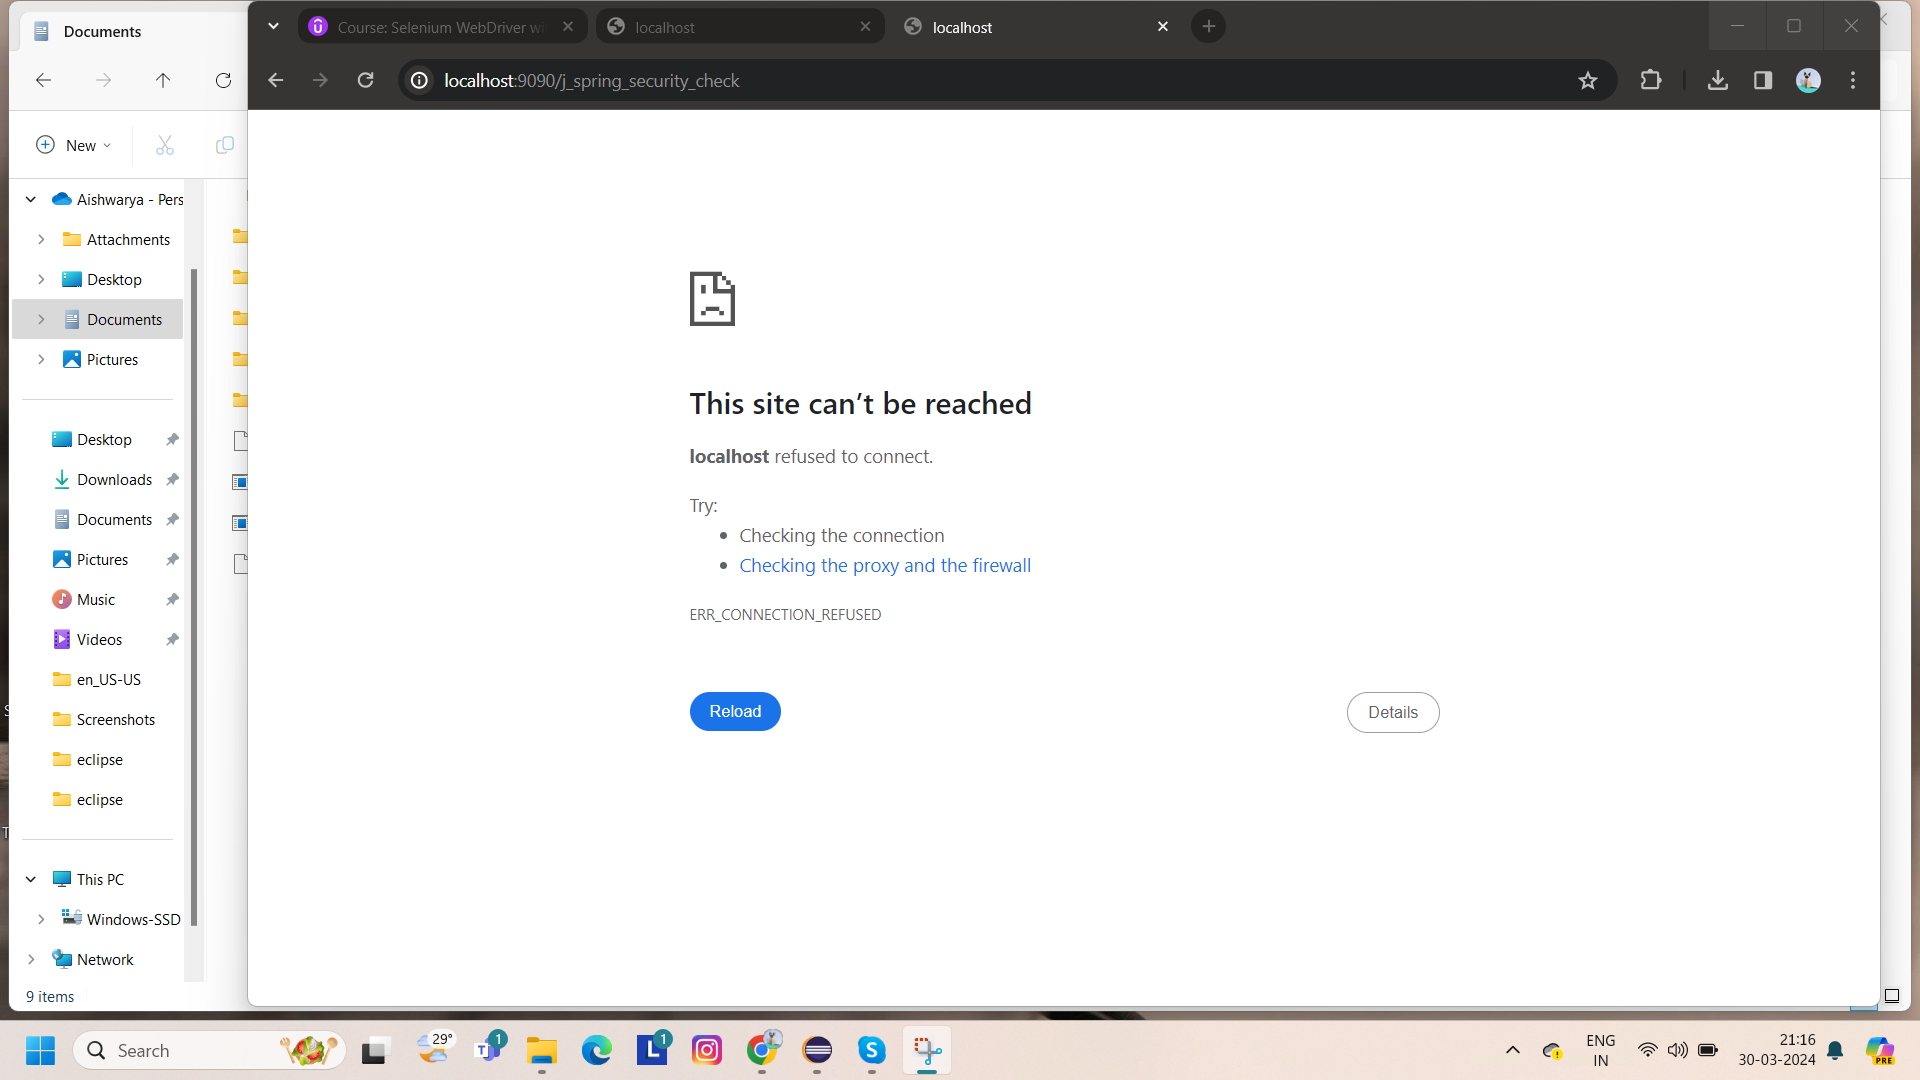 Documents
Course: Selenium WebDriver wi
localhost
localhost
localhost:9090/j_spring_security_check
New
Aishwarya - Pers
Attachments
Desktop
Documents
Pictures
Desktop
Downloads
Documents
Pictures
Music
Videos
en_US-US
Screenshots
eclipse
eclipse
This PC
Windows-SSD
Network
9 items
This site can’t be reached
localhost refused to connect.
Try:
Checking the connection
Checking the proxy and the firewall
ERR_CONNECTION_REFUSED
Reload
Details
Search
29°
1
1
ENG
IN
21:16
30-03-2024
PRE